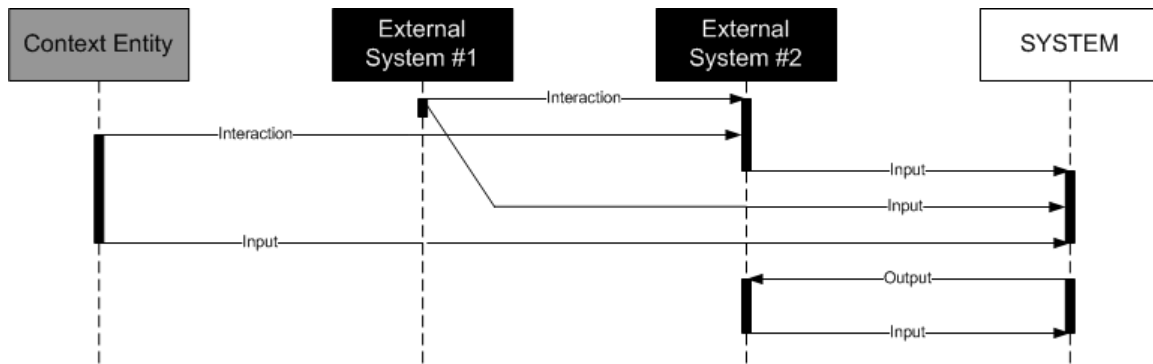 Context Entity
External
System #1
External
System #2
SYSTEM
Interaction
Interaction
Input
Input
Input
Output
Input